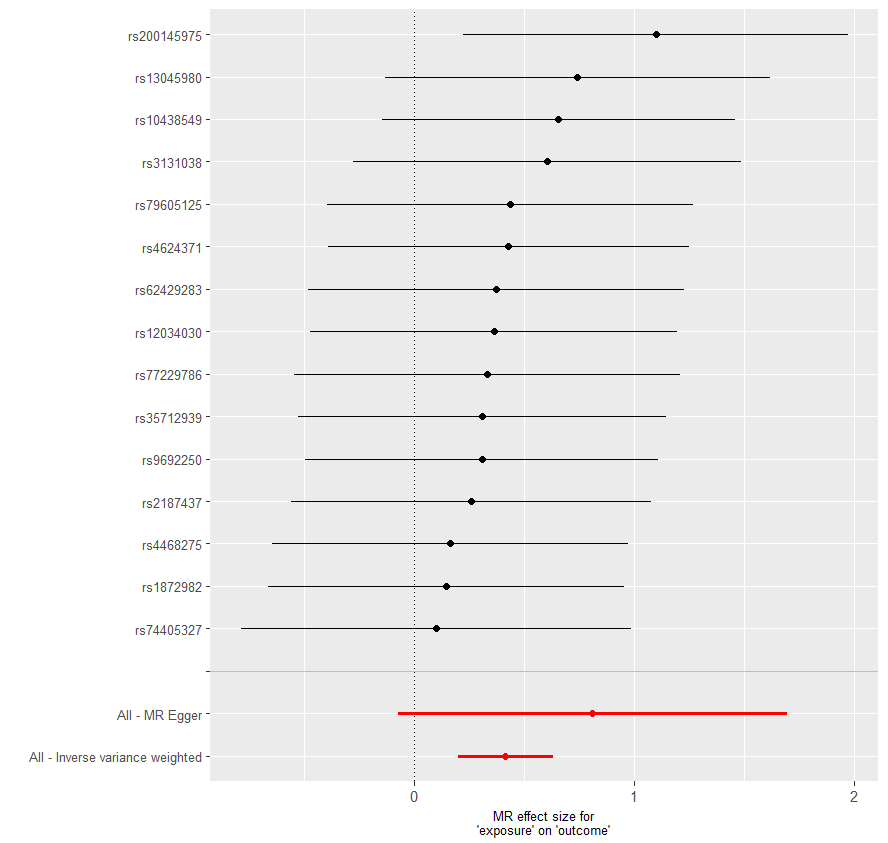 rs200145975
rs13045980
rs10438549
rs3131038
rs79605125
rs4624371
rs62429283
rs12034030
rs77229786
rs35712939
rs9692250
rs2187437
rs4468275
rs1872982
rs74405327
All - MR Egger
All - Inverse variance weighted
0 1 2
MR effect size for
'exposure' on 'outcome'